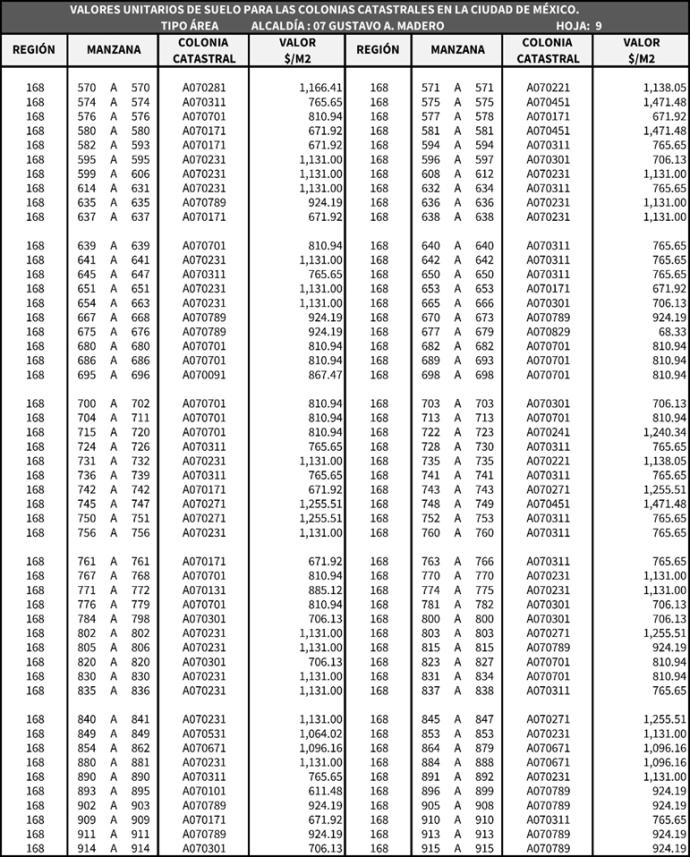 VALORES UNITARIOS DE SUELO PARA LAS COLONIAS CATASTRALES EN LA CIUDAD DE MÉXICO.
TIPO ÁREA ALCALDÍA : 07 GUSTAVO A. MADERO HOJA: 9
REGIÓN MANZANA COLONIA CATASTRAL VALOR $/M2 REGIÓN MANZANA COLONIA CATASTRAL VALOR $/M2
168 570 A 570 A070281 1,166.41 168 571 A 571 A070221 1,138.05
168 574 A 574 A070311 765.65 168 575 A 575 A070451 1,471.48
168 576 A 576 A070701 810.94 168 577 A 578 A070171 671.92
168 580 A 580 A070171 671.92 168 581 A 581 A070451 1,471.48
168 582 A 593 A070171 671.92 168 594 A 594 A070311 765.65
168 595 A 595 A070231 1,131.00 168 596 A 597 A070301 706.13
168 599 A 606 A070231 1,131.00 168 608 A 612 A070231 1,131.00
168 614 A 631 A070231 1,131.00 168 632 A 634 A070311 765.65
168 635 A 635 A070789 924.19 168 636 A 636 A070231 1,131.00
168 637 A 637 A070171 671.92 168 638 A 638 A070231 1,131.00
168 639 A 639 A070701 810.94 168 640 A 640 A070311 765.65
168 641 A 641 A070231 1,131.00 168 642 A 642 A070311 765.65
168 645 A 647 A070311 765.65 168 650 A 650 A070311 765.65
168 651 A 651 A070231 1,131.00 168 653 A 653 A070171 671.92
168 654 A 663 A070231 1,131.00 168 665 A 666 A070301 706.13
168 667 A 668 A070789 924.19 168 670 A 673 A070789 924.19
168 675 A 676 A070789 924.19 168 677 A 679 A070829 68.33
168 680 A 680 A070701 810.94 168 682 A 682 A070701 810.94
168 686 A 686 A070701 810.94 168 689 A 693 A070701 810.94
168 695 A 696 A070091 867.47 168 698 A 698 A070701 810.94
168 700 A 702 A070701 810.94 168 703 A 703 A070301 706.13
168 704 A 711 A070701 810.94 168 713 A 713 A070701 810.94
168 715 A 720 A070701 810.94 168 722 A 723 A070241 1,240.34
168 724 A 726 A070311 765.65 168 728 A 730 A070311 765.65
168 731 A 732 A070231 1,131.00 168 735 A 735 A070221 1,138.05
168 736 A 739 A070311 765.65 168 741 A 741 A070311 765.65
168 742 A 742 A070171 671.92 168 743 A 743 A070271 1,255.51
168 745 A 747 A070271 1,255.51 168 748 A 749 A070451 1,471.48
168 750 A 751 A070271 1,255.51 168 752 A 753 A070311 765.65
168 756 A 756 A070231 1,131.00 168 760 A 760 A070311 765.65
168 761 A 761 A070171 671.92 168 763 A 766 A070311 765.65
168 767 A 768 A070701 810.94 168 770 A 770 A070231 1,131.00
168 771 A 772 A070131 885.12 168 774 A 775 A070231 1,131.00
168 776 A 779 A070701 810.94 168 781 A 782 A070301 706.13
168 784 A 798 A070301 706.13 168 800 A 800 A070301 706.13
168 802 A 802 A070231 1,131.00 168 803 A 803 A070271 1,255.51
168 805 A 806 A070231 1,131.00 168 815 A 815 A070789 924.19
168 820 A 820 A070301 706.13 168 823 A 827 A070701 810.94
168 830 A 830 A070231 1,131.00 168 831 A 834 A070701 810.94
168 835 A 836 A070231 1,131.00 168 837 A 838 A070311 765.65
168 840 A 841 A070231 1,131.00 168 845 A 847 A070271 1,255.51
168 849 A 849 A070531 1,064.02 168 853 A 853 A070231 1,131.00
168 854 A 862 A070671 1,096.16 168 864 A 879 A070671 1,096.16
168 880 A 881 A070231 1,131.00 168 884 A 888 A070671 1,096.16
168 890 A 890 A070311 765.65 168 891 A 892 A070231 1,131.00
168 893 A 895 A070101 611.48 168 896 A 899 A070789 924.19
168 902 A 903 A070789 924.19 168 905 A 908 A070789 924.19
168 909 A 909 A070171 671.92 168 910 A 910 A070311 765.65
168 911 A 911 A070789 924.19 168 913 A 913 A070789 924.19
168 914 A 914 A070301 706.13 168 915 A 915 A070789 924.19